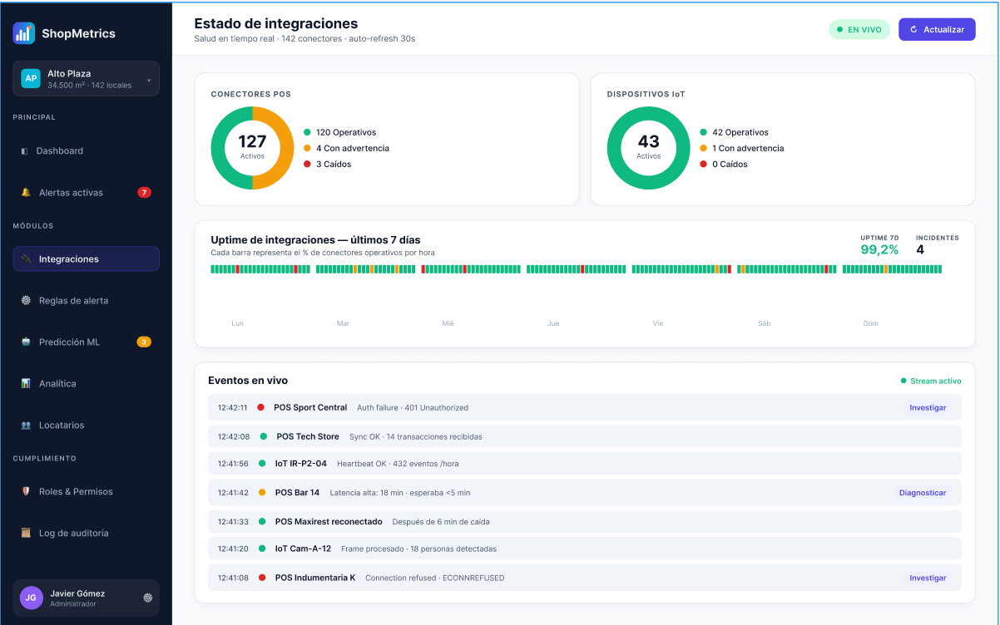 ShopMetrics
AP
Alto Plaza
34.500 m² · 142 locales
PRINCIPAL
Dashboard
Alertas activas 7
MÓDULOS
Integraciones
Reglas de alerta
Predicción ML 3
Analítica
Locatarios
CUMPLIMIENTO
Roles & Permisos
Log de auditoría
JG
Javier Gómez
Administrador
Estado de integraciones
Salud en tiempo real · 142 conectores · auto-refresh 30s
EN VIVO
Actualizar
CONECTORES POS
127
Activos
120 Operativos
4 Con advertencia
3 Caídos
DISPOSITIVOS IoT
43
Activos
42 Operativos
1 Con advertencia
0 Caídos
Uptime de integraciones — últimos 7 días
Cada barra representa el % de conectores operativos por hora
UPTIME 7D
99,2%
INCIDENTES
4
Lun Mar Mié Jue Vie Sáb Dom
Eventos en vivo
Stream activo
12:42:11 POS Sport Central Auth failure · 401 Unauthorized Investigar
12:42:08 POS Tech Store Sync OK · 14 transacciones recibidas
12:41:56 IoT IR-P2-04 Heartbeat OK · 432 eventos /hora
12:41:42 POS Bar 14 Latencia alta: 18 min · esperaba <5 min Diagnosticar
12:41:33 POS Maxirest reconectado Después de 6 min de caída
12:41:20 IoT Cam-A-12 Frame procesado · 18 personas detectadas
12:41:08 POS Indumentaria K Connection refused · ECONNREFUSED Investigar